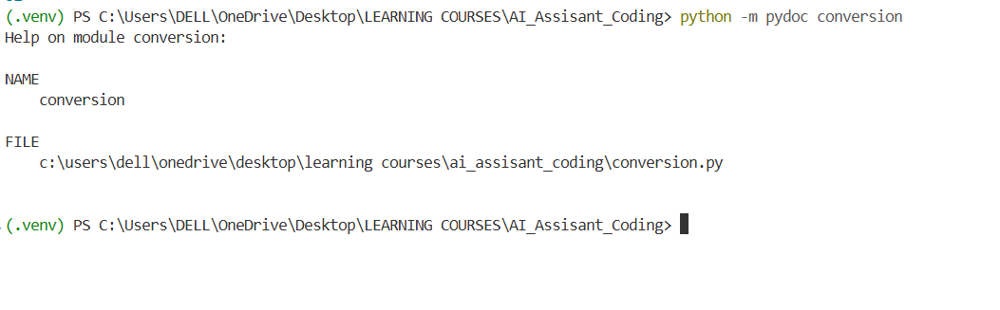 (.venv) PS C:\Users\DELL\OneDrive\Desktop\LEARNING COURSES\AI_Assisant_Coding> python -m pydoc conversion
Help on module conversion:
NAME
conversion
FILE
c:\users\dell\onedrive\desktop\learning courses\ai_assisant_coding\conversion.py
(.venv) PS C:\Users\DELL\OneDrive\Desktop\LEARNING COURSES\AI_Assisant_Coding>